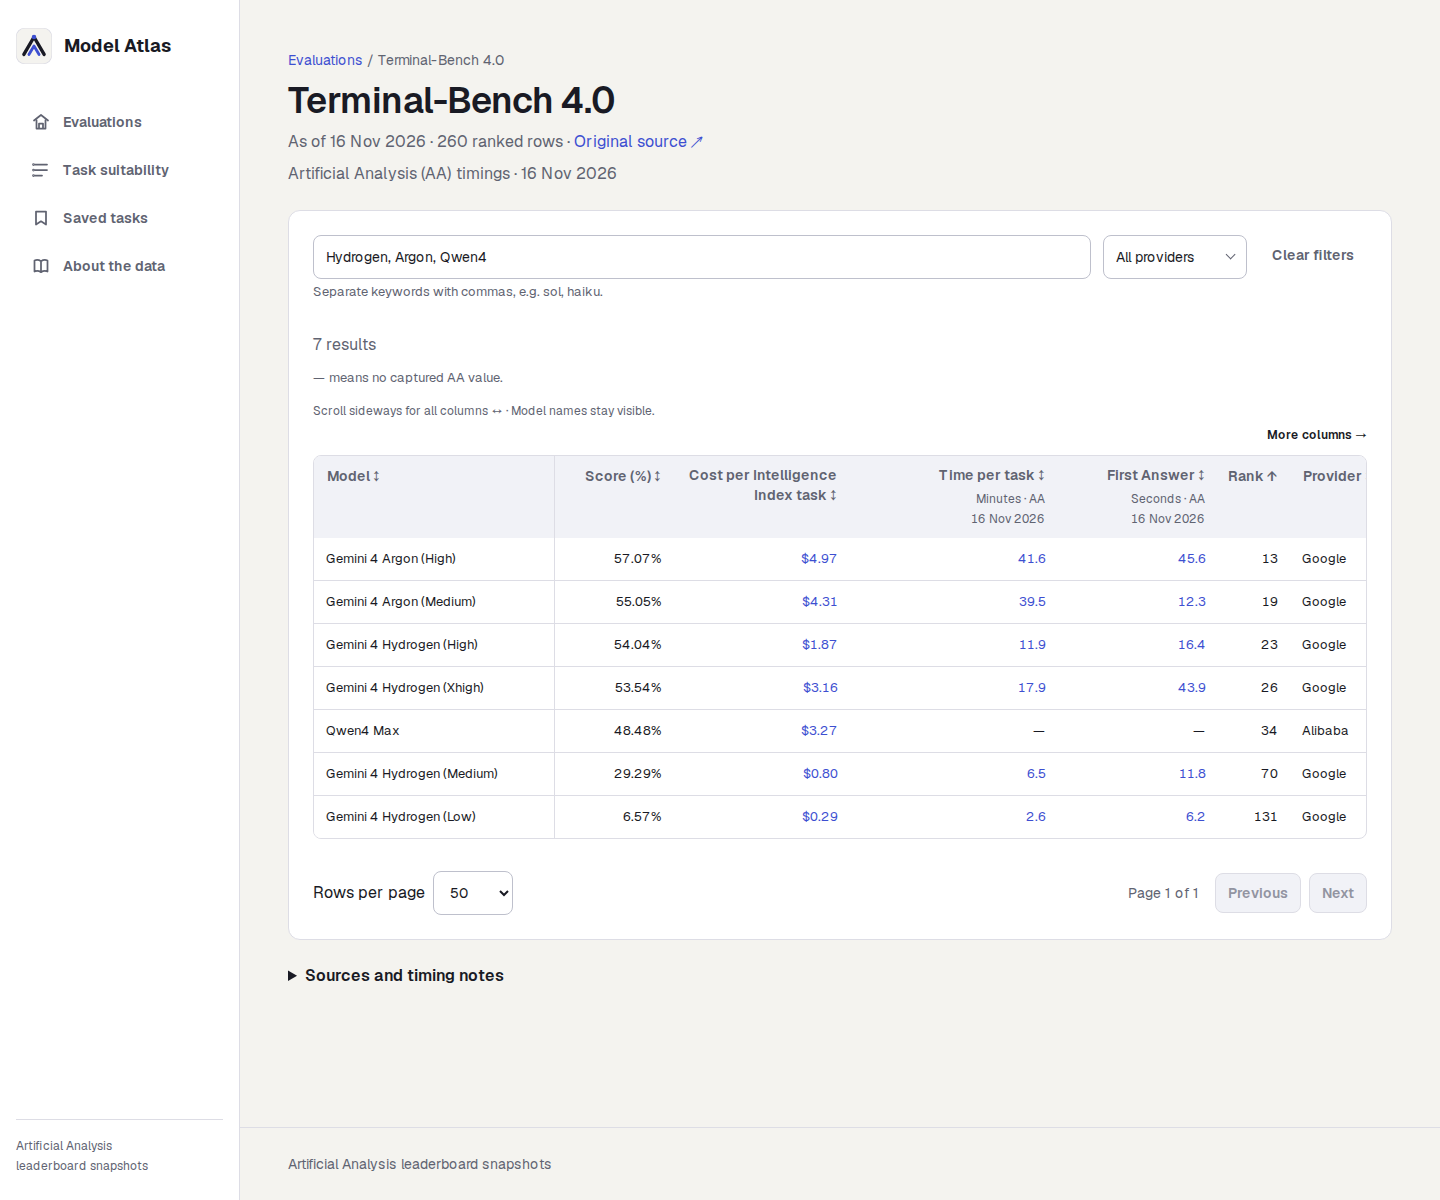 Model Atlas
Evaluations
Task suitability
Saved tasks
About the data
Artificial Analysis
leaderboard snapshots
Evaluations / Terminal-Bench 4.0
Terminal-Bench 4.0
As of 16 Nov 2026 · 260 ranked rows · Original source ↗
Artificial Analysis (AA) timings · 16 Nov 2026
Hydrogen, Argon, Qwen4 All providers Clear filters
Separate keywords with commas, e.g. sol, haiku.
7 results
— means no captured AA value.
Scroll sideways for all columns ↔ · Model names stay visible.
More columns →
Model ↕ Score (%) ↕ Cost per Intelligence Index task ↕ Time per task ↕ First Answer ↕ Rank ↑ Provider
Minutes · AA Seconds · AA
16 Nov 2026 16 Nov 2026
Gemini 4 Argon (High) 57.07% $4.97 41.6 45.6 13 Google
Gemini 4 Argon (Medium) 55.05% $4.31 39.5 12.3 19 Google
Gemini 4 Hydrogen (High) 54.04% $1.87 11.9 16.4 23 Google
Gemini 4 Hydrogen (Xhigh) 53.54% $3.16 17.9 43.9 26 Google
Qwen4 Max 48.48% $3.27 — — 34 Alibaba
Gemini 4 Hydrogen (Medium) 29.29% $0.80 6.5 11.8 70 Google
Gemini 4 Hydrogen (Low) 6.57% $0.29 2.6 6.2 131 Google
Rows per page 50 Page 1 of 1 Previous Next
▶ Sources and timing notes
Artificial Analysis leaderboard snapshots